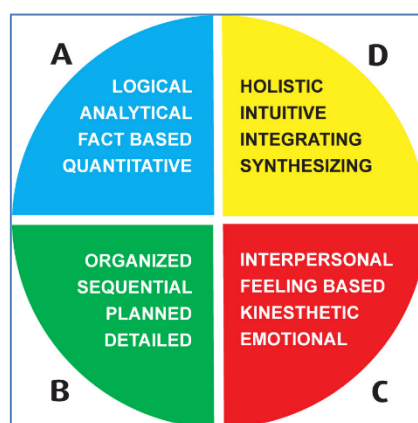 A
LOGICAL
ANALYTICAL
FACT BASED
QUANTITATIVE
D
HOLISTIC
INTUITIVE
INTEGRATING
SYNTHESIZING
ORGANIZED
SEQUENTIAL
PLANNED
DETAILED
B
INTERPERSONAL
FEELING BASED
KINESTHETIC
EMOTIONAL
C